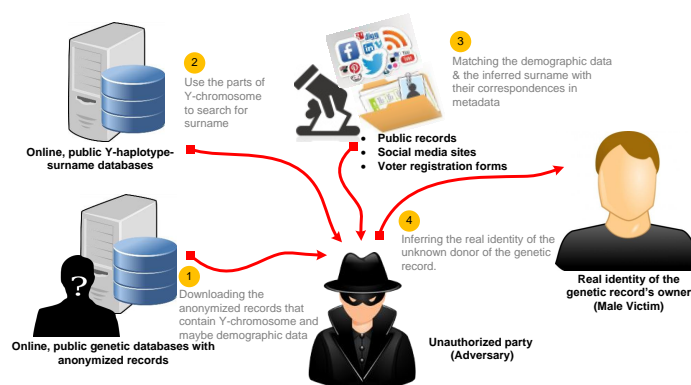 2
Use the parts of
Y-chromosome
to search for
surname
Online, public Y-haplotype-
surname databases
3
Matching the demographic data
& the inferred surname with
their correspondences in
metadata
Public records
Social media sites
Voter registration forms
4
Inferring the real identity of the
unknown donor of the genetic
record.
Real identity of the
genetic record's owner
(Male Victim)
?
1
Downloading the
anonymized records that
contain Y-chromosome and
maybe demographic data
Online, public genetic databases with
anonymized records
Unauthorized party
(Adversary)